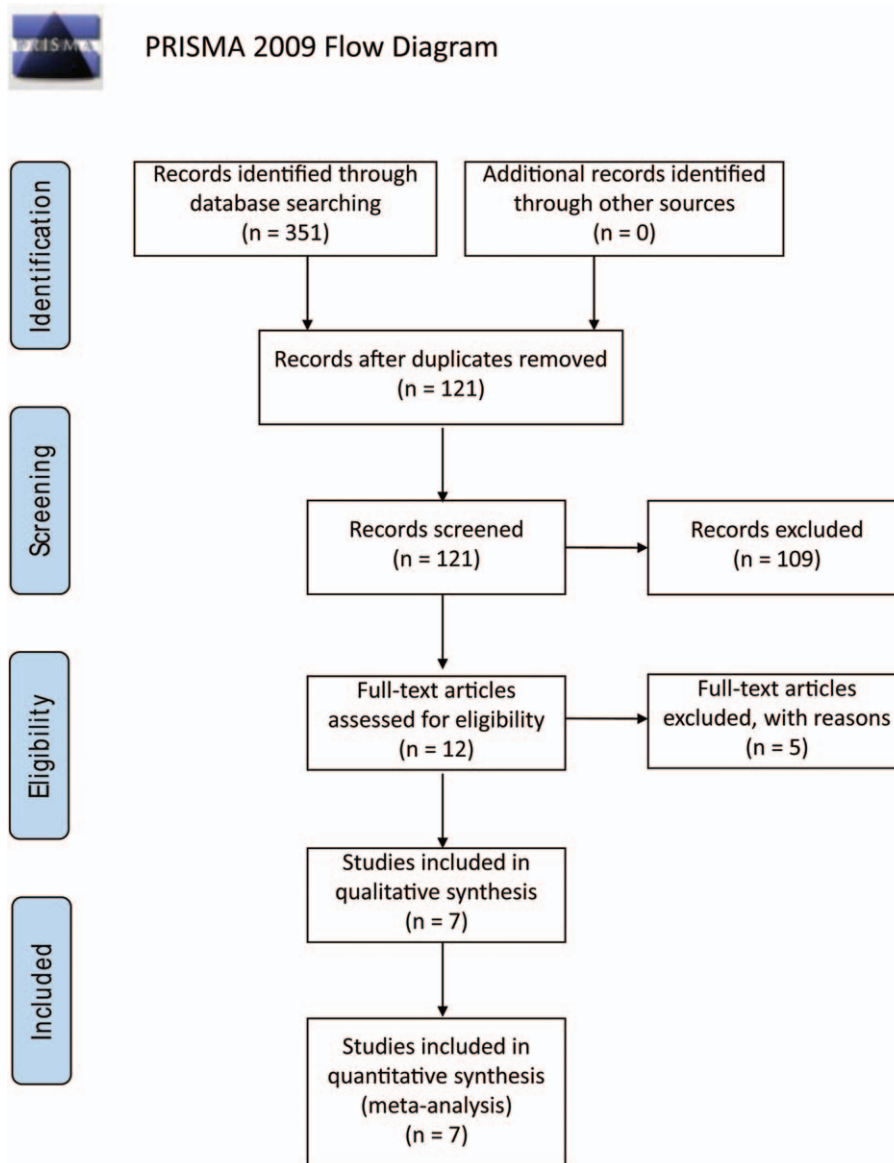 PRISMA
PRISMA 2009 Flow Diagram
Identification
Records identified through
database searching
(n = 351)
Additional records identified
through other sources
(n = 0)
Records after duplicates removed
(n = 121)
Screening
Records screened
(n = 121)
Records excluded
(n = 109)
Eligibility
Full-text articles
assessed for eligibility
(n = 12)
Full-text articles
excluded, with reasons
(n = 5)
Studies included in
qualitative synthesis
(n = 7)
Included
Studies included in
quantitative synthesis
(meta-analysis)
(n = 7)